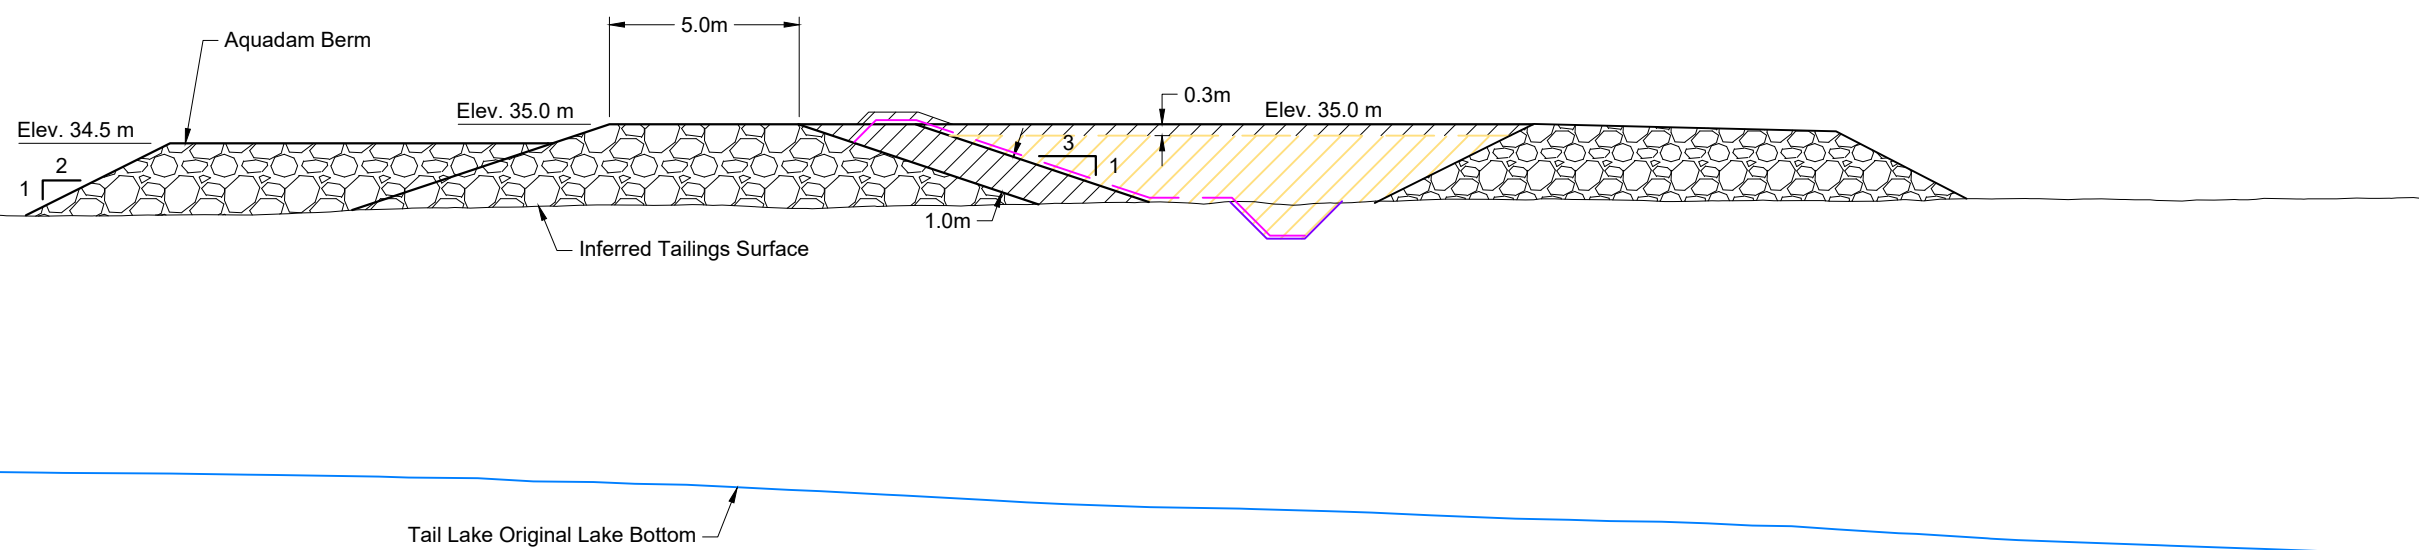 5.0m
Aquadam Berm
0.3m
Elev. 35.0 m
Elev. 35.0 m
Elev. 34.5 m
3
2
1
1
1.0m
Inferred Tailings Surface
Tail Lake Original Lake Bottom